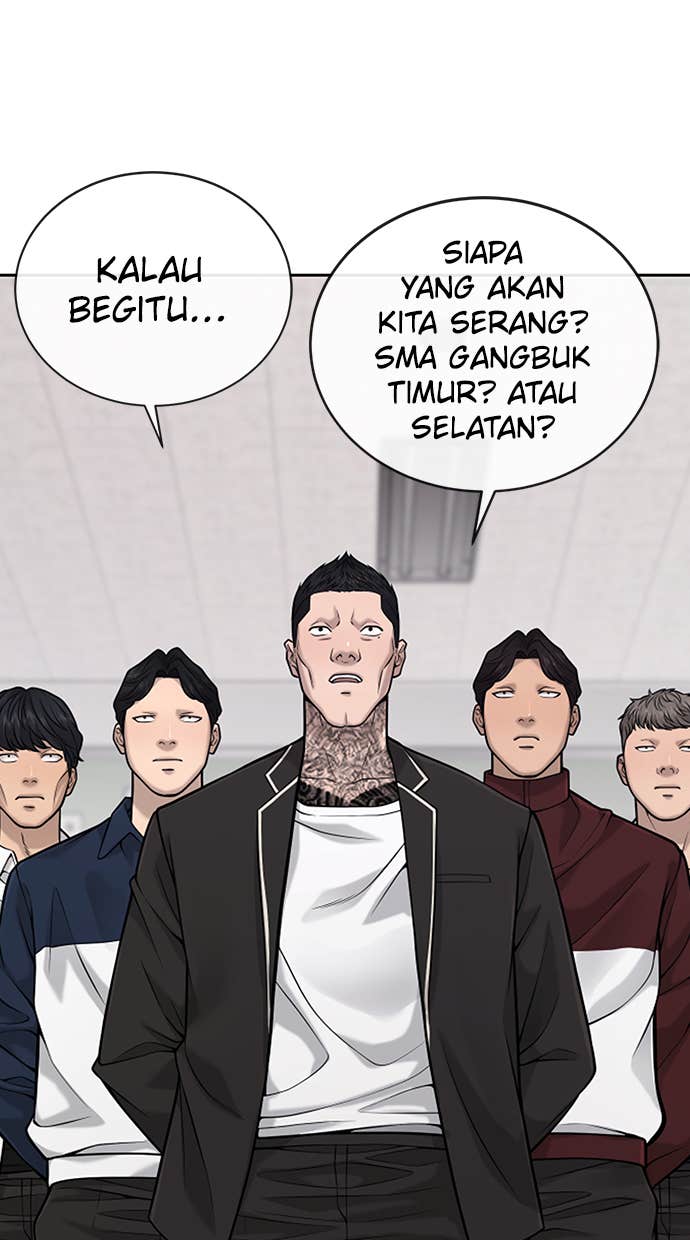 KALAU
BEGITU...
SIAPA
YANG AKAN
KITA SERANG?
SMA GANGBUK
TIMUR? ATAU
SELATAN?